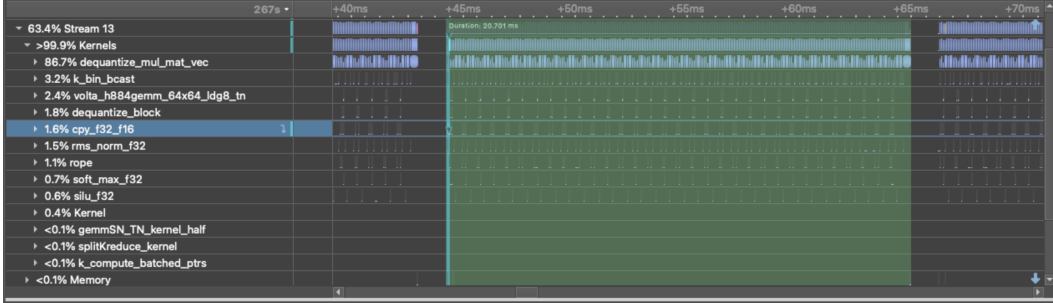 267s +40ms +45ms +50ms +55ms +60ms +65ms +70ms
63.4% Stream 13 Duration: 20.701 ms
>99.9% Kernels
86.7% dequantize_mul_mat_vec
3.2% k_bin_bcast
2.4% volta_h884gemm_64x64_ldg8_tn
1.8% dequantize_block
1.6% cpy_f32_f16
1.5% rms_norm_f32
1.1% rope
0.7% soft_max_f32
0.6% silu_f32
0.4% Kernel
<0.1% gemmSN_TN_kernel_half
<0.1% splitKreduce_kernel
<0.1% k_compute_batched_ptrs
<0.1% Memory